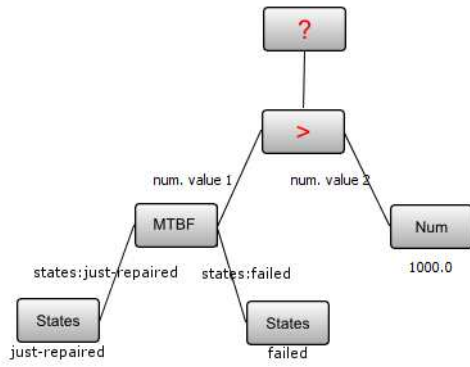 ?
>
num. value 1
num. value 2
MTBF
Num
1000.0
states:just-repaired
states:failed
States
States
just-repaired
failed